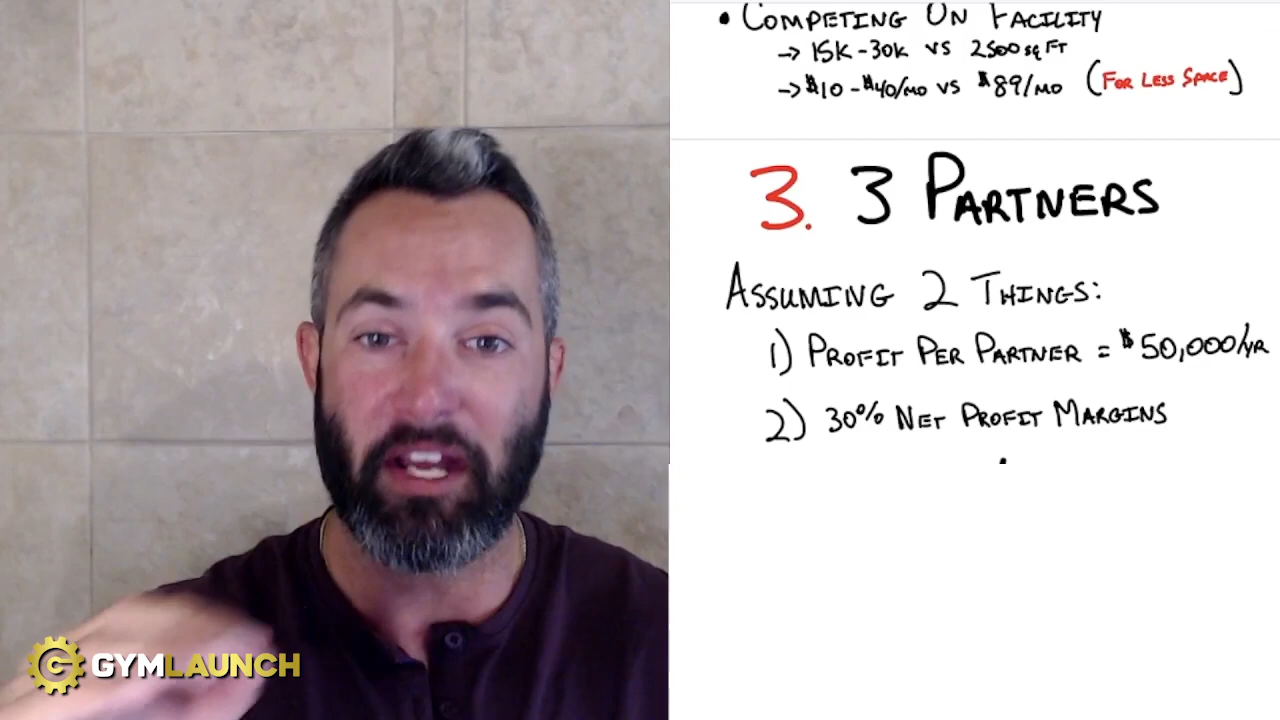 • COMPETING ON FACILITY
→ 15K - 30K VS 2500 SQ FT
→ $10 - $40/MO VS $89/MO (FOR LESS SPACE)
3. 3 PARTNERS
ASSUMING 2 THINGS:
1) PROFIT PER PARTNER = $50,000/YR
2) 30% NET PROFIT MARGINS
GYMLAUNCH